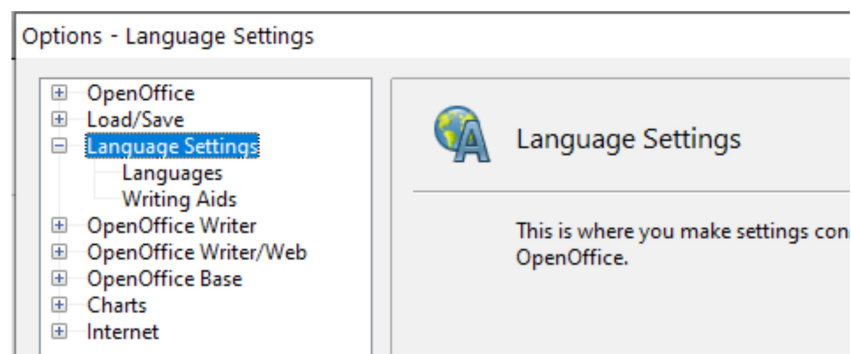 Options - Language Settings
OpenOffice
Load/Save
Language Settings
Languages
Writing Aids
OpenOffice Writer
OpenOffice Writer/Web
OpenOffice Base
Charts
Internet
Language Settings
This is where you make settings con
OpenOffice.